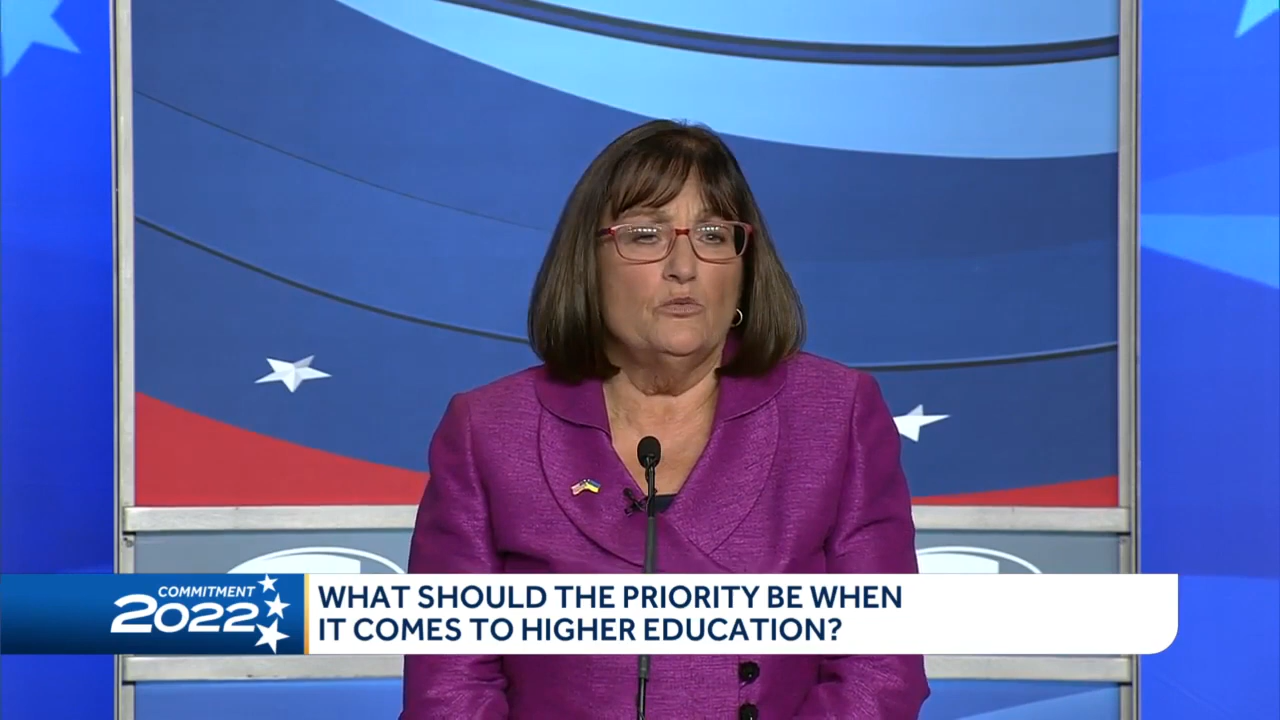 COMMITMENT
2022
WHAT SHOULD THE PRIORITY BE WHEN
IT COMES TO HIGHER EDUCATION?